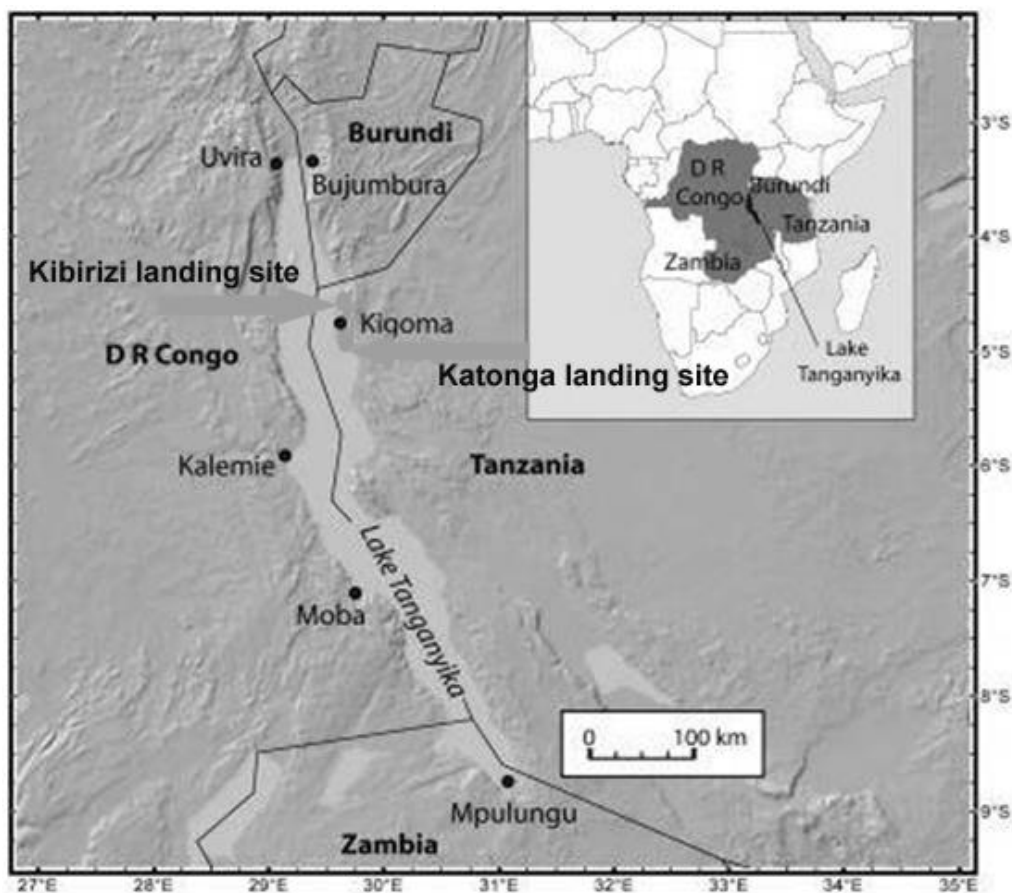 Burundi
Uvira
Bujumbura
Kibirizi landing site
Kigoma
D R Congo
Katonga landing site
Kalemie
Tanzania
Lake Tanganyika
Moba
0 100 km
Mpulungu
Zambia
D R
Congo
Burundi
Tanzania
Zambia
Lake
Tanganyika
3°S
4°S
5°S
6°S
7°S
8°S
9°S
27°E 28°E 29°E 30°E 31°E 32°E 33°E 34°E 35°E